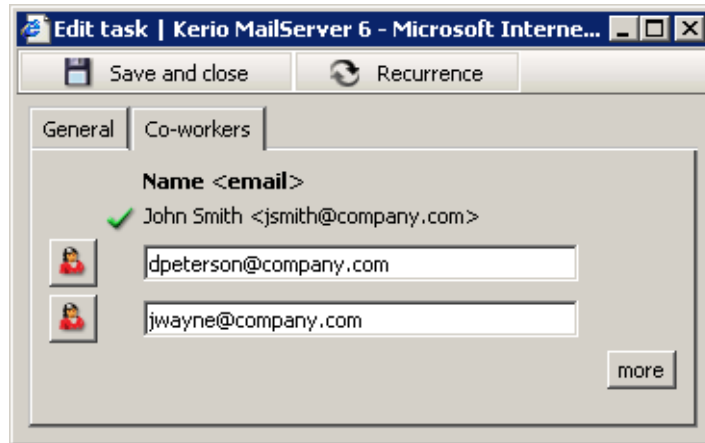 Edit task | Kerio MailServer 6 - Microsoft Interne...
Save and close Recurrence
General Co-workers
Name <email>
John Smith <jsmith@company.com>
dpeterson@company.com
jwayne@company.com
more